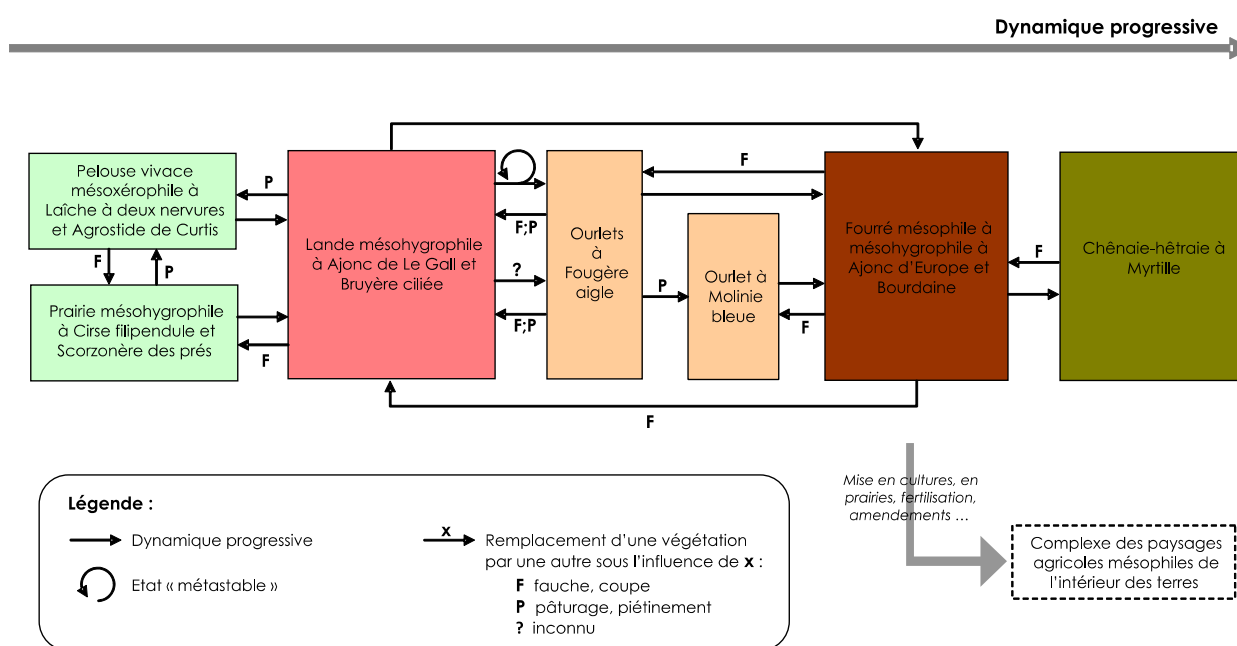 Dynamique progressive
Pelouse vivace
mésoxérophile à
Laîche à deux nervures
et Agrostide de Curtis
P
F
P
Prairie mésohygrophile
à Cirse filipendule et
Scorzonère des prés
F
Lande mésohygrophile
à Ajonc de Le Gall et
Bruyère ciliée
F;P
?
F;P
Ourlets
à
Fougère
aigle
F
P
Ourlet à
Molinie
bleue
F
Fourré mésophile à
mésohygrophile à
Ajonc d'Europe et
Bourdaine
F
Chênaie-hêtraie à
Myrtille
F
Mise en cultures, en
prairies, fertilisation,
amendements ...
Complexe des paysages
agricoles mésophiles de
l'intérieur des terres
Légende :
Dynamique progressive
Etat « métastable »
x
Remplacement d'une végétation
par une autre sous l'influence de x :
F fauche, coupe
P pâturage, piétinement
? inconnu